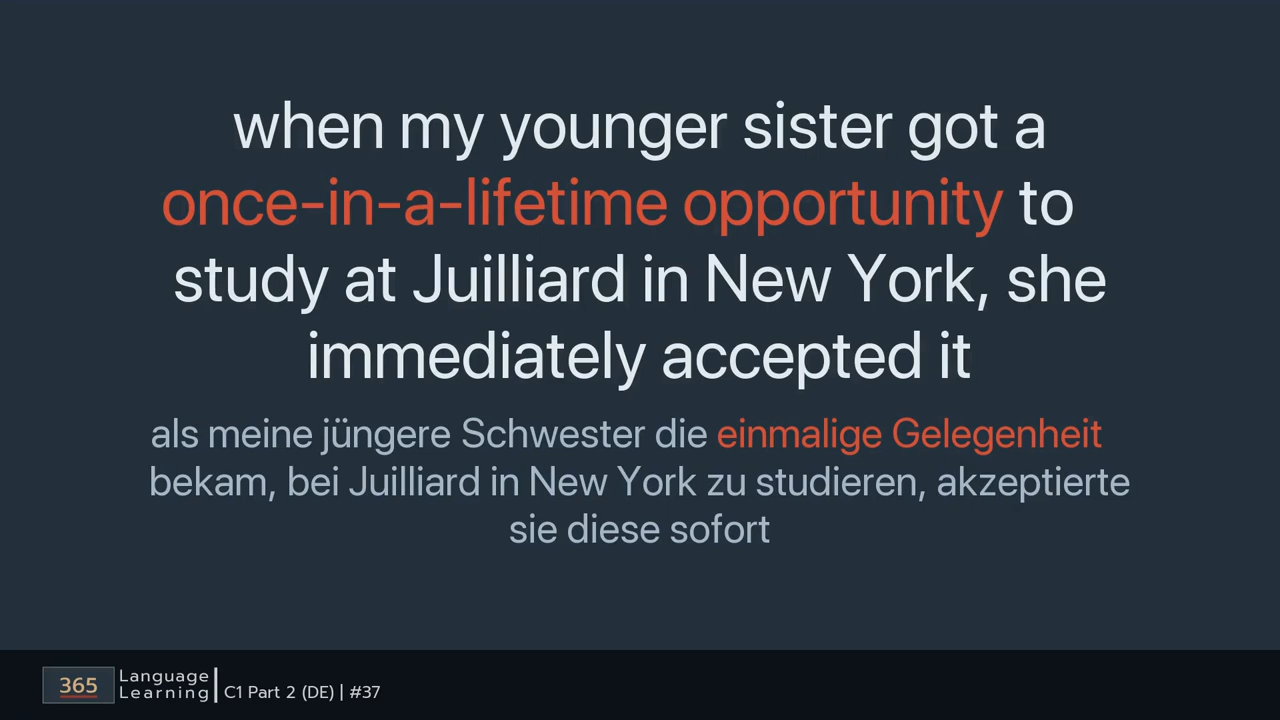 when my younger sister got a
once-in-a-lifetime opportunity to
study at Juilliard in New York, she
immediately accepted it
als meine jüngere Schwester die einmalige Gelegenheit
bekam, bei Juilliard in New York zu studieren, akzeptierte
sie diese sofort
365
Language
Learning
C1 Part 2 (DE) | #37